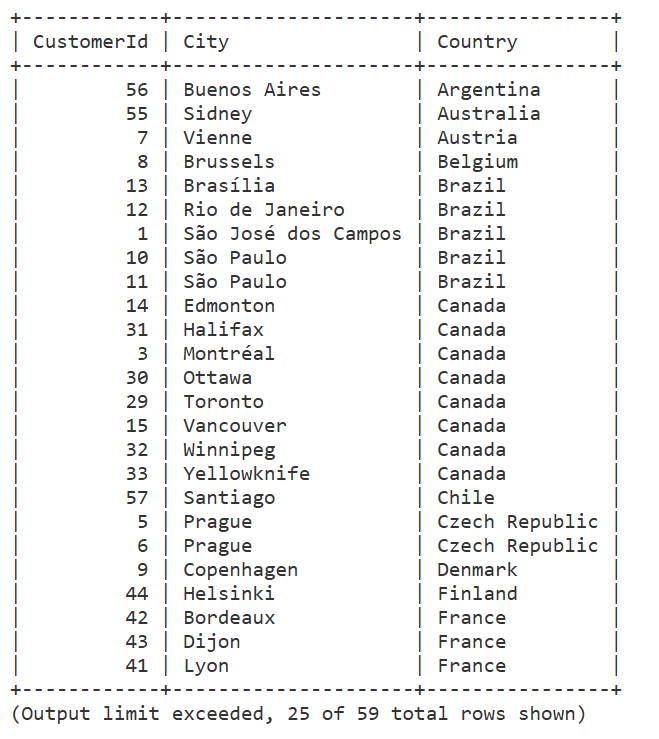 +------------+---------------------+----------------+
| CustomerId | City                | Country        |
+------------+---------------------+----------------+
|         56 | Buenos Aires        | Argentina      |
|         55 | Sidney              | Australia      |
|          7 | Vienne              | Austria        |
|          8 | Brussels            | Belgium        |
|         13 | Brasília            | Brazil         |
|         12 | Rio de Janeiro      | Brazil         |
|          1 | São José dos Campos | Brazil         |
|         10 | São Paulo           | Brazil         |
|         11 | São Paulo           | Brazil         |
|         14 | Edmonton            | Canada         |
|         31 | Halifax             | Canada         |
|          3 | Montréal            | Canada         |
|         30 | Ottawa              | Canada         |
|         29 | Toronto             | Canada         |
|         15 | Vancouver           | Canada         |
|         32 | Winnipeg            | Canada         |
|         33 | Yellowknife         | Canada         |
|         57 | Santiago            | Chile          |
|          5 | Prague              | Czech Republic |
|          6 | Prague              | Czech Republic |
|          9 | Copenhagen          | Denmark        |
|         44 | Helsinki            | Finland        |
|         42 | Bordeaux            | France         |
|         43 | Dijon               | France         |
|         41 | Lyon                | France         |
+------------+---------------------+----------------+
(Output limit exceeded, 25 of 59 total rows shown)